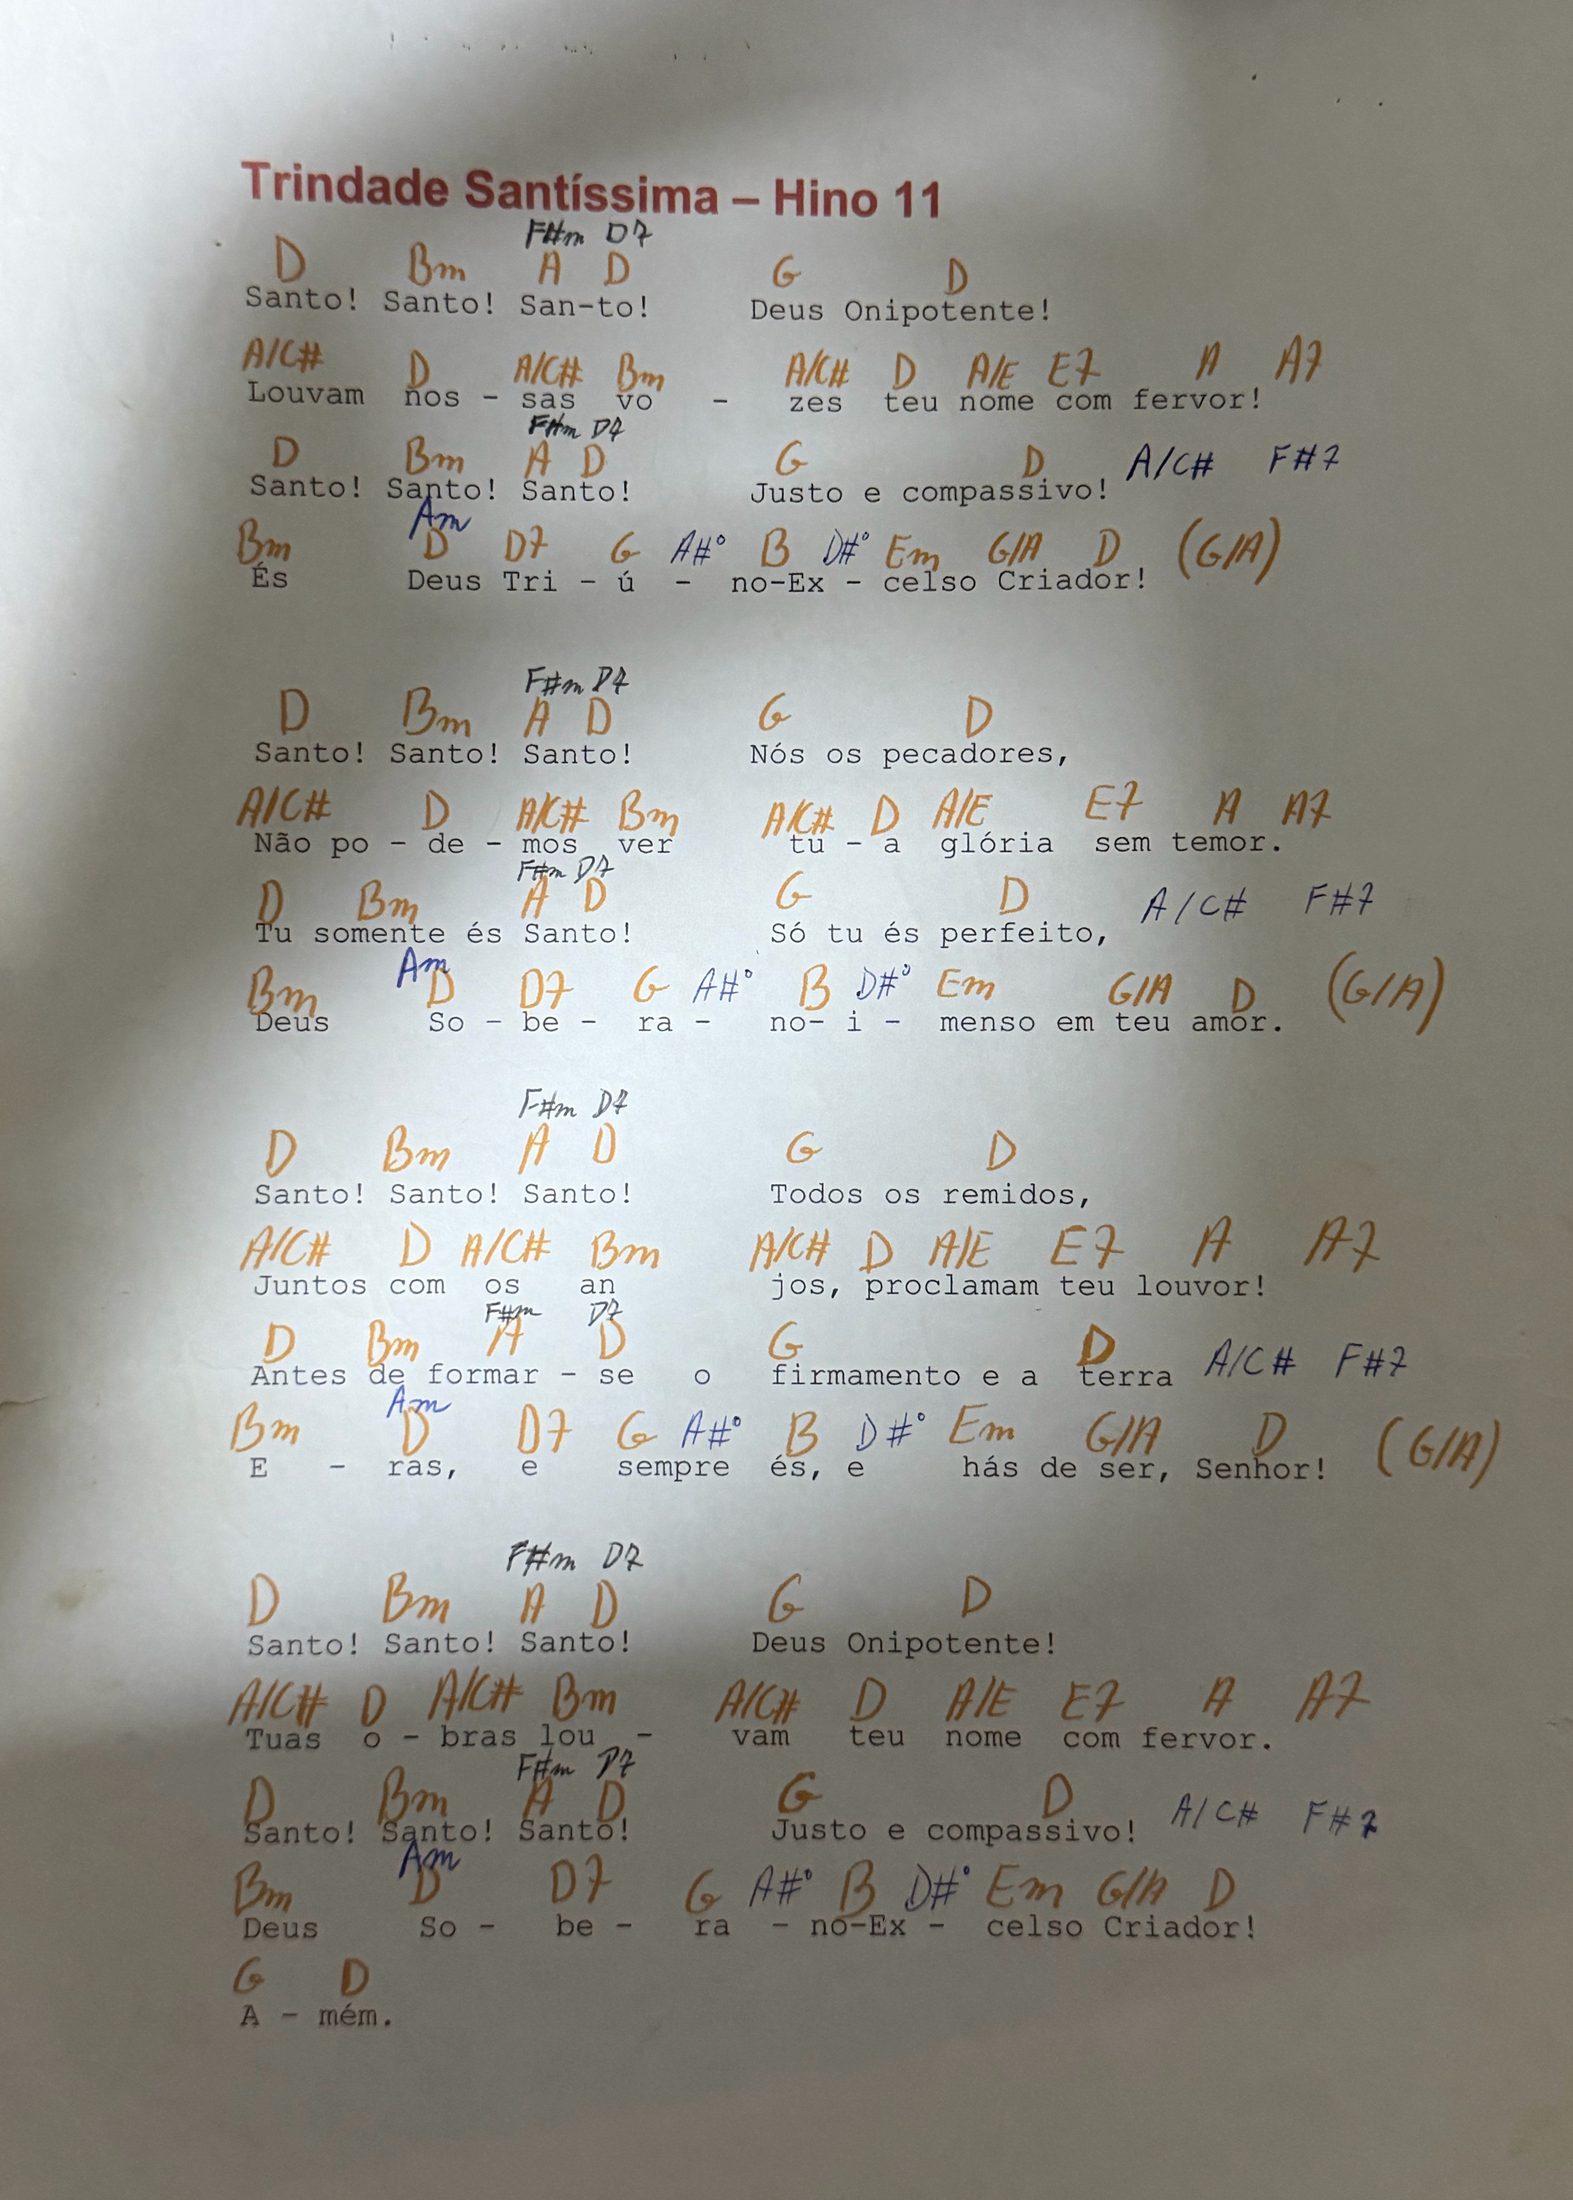 Trindade Santíssima – Hino 11
F#m D7
D Bm A D G D
Santo! Santo! San-to! Deus Onipotente!
A/C# D A/C# Bm A/C# D A/E E7 A A7
Louvam nos - sas vo - zes teu nome com fervor!
F#m D7
D Bm A D G D A/C# F#7
Santo! Santo! Santo! Justo e compassivo!
Am
Bm D D7 G A#° B D#° Em G/A D (G/A)
És Deus Tri - ú - no-Ex - celso Criador!
F#m D7
D Bm A D G D
Santo! Santo! Santo! Nós os pecadores,
A/C# D A/C# Bm A/C# D A/E E7 A A7
Não po - de - mos ver tu - a glória sem temor.
F#m D7
D Bm A D G D A/C# F#7
Tu somente és Santo! Só tu és perfeito,
Am
Bm D D7 G A#° B D#° Em G/A D (G/A)
Deus So - be - ra - no- i - menso em teu amor.
F#m D7
D Bm A D G D
Santo! Santo! Santo! Todos os remidos,
A/C# D A/C# Bm A/C# D A/E E7 A A7
Juntos com os an jos, proclamam teu louvor!
F#m D7
D Bm A D G D A/C# F#7
Antes de formar - se o firmamento e a terra
Am
Bm D D7 G A#° B D#° Em G/A D (G/A)
E - ras, e sempre és, e hás de ser, Senhor!
F#m D7
D Bm A D G D
Santo! Santo! Santo! Deus Onipotente!
A/C# D A/C# Bm A/C# D A/E E7 A A7
Tuas o - bras lou - vam teu nome com fervor.
F#m D7
D Bm A D G D A/C# F#7
Santo! Santo! Santo! Justo e compassivo!
Am
Bm D D7 G A#° B D#° Em G/A D
Deus So - be - ra - no-Ex - celso Criador!
G D
A - mém.